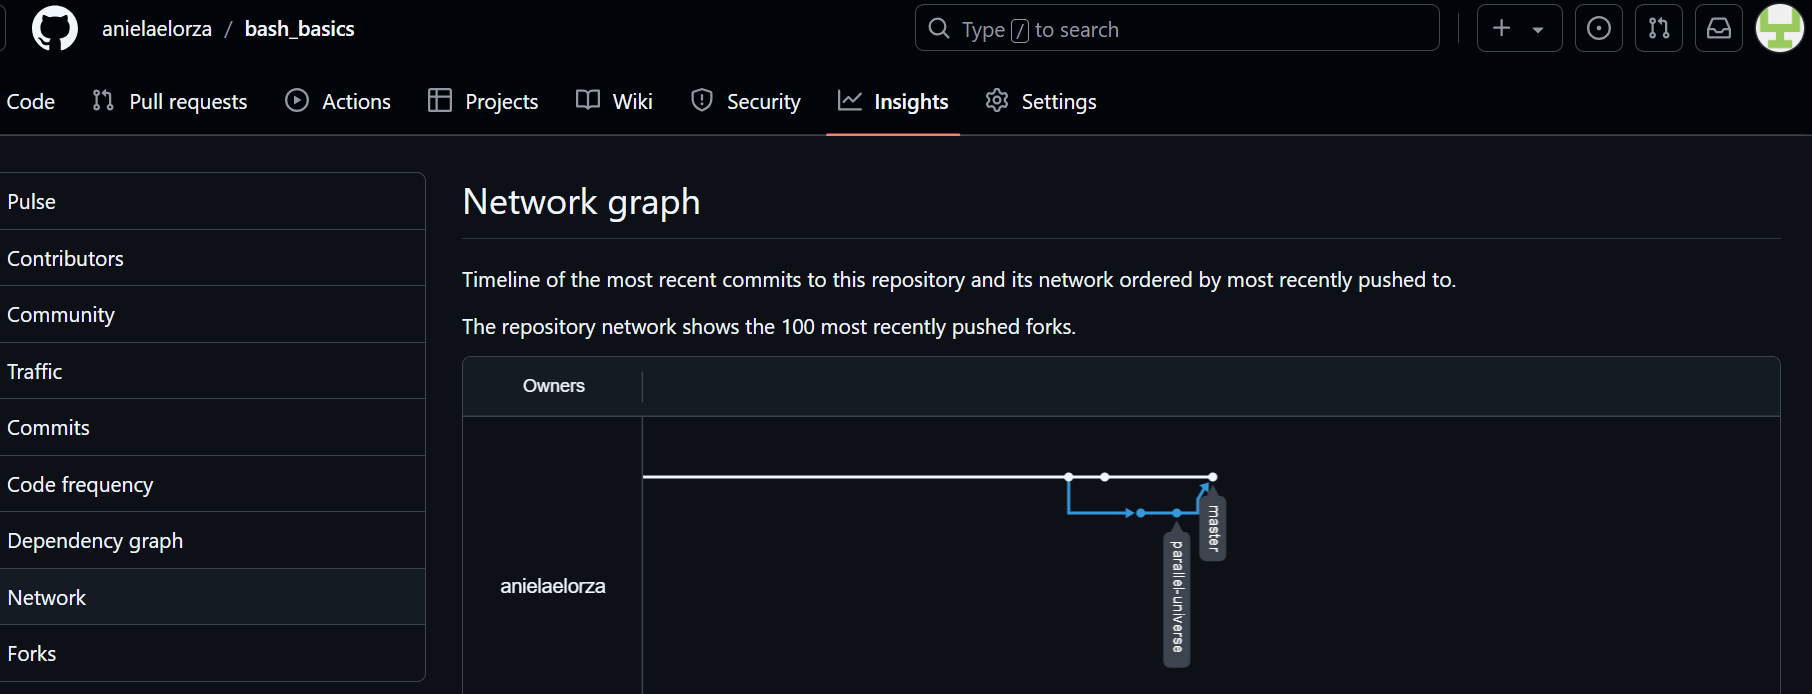 anielaelorza / bash_basics
Type / to search
Code Pull requests Actions Projects Wiki Security Insights Settings
Pulse
Contributors
Community
Traffic
Commits
Code frequency
Dependency graph
Network
Forks
Network graph
Timeline of the most recent commits to this repository and its network ordered by most recently pushed to.
The repository network shows the 100 most recently pushed forks.
Owners
anielaelorza
master
parallel-universe